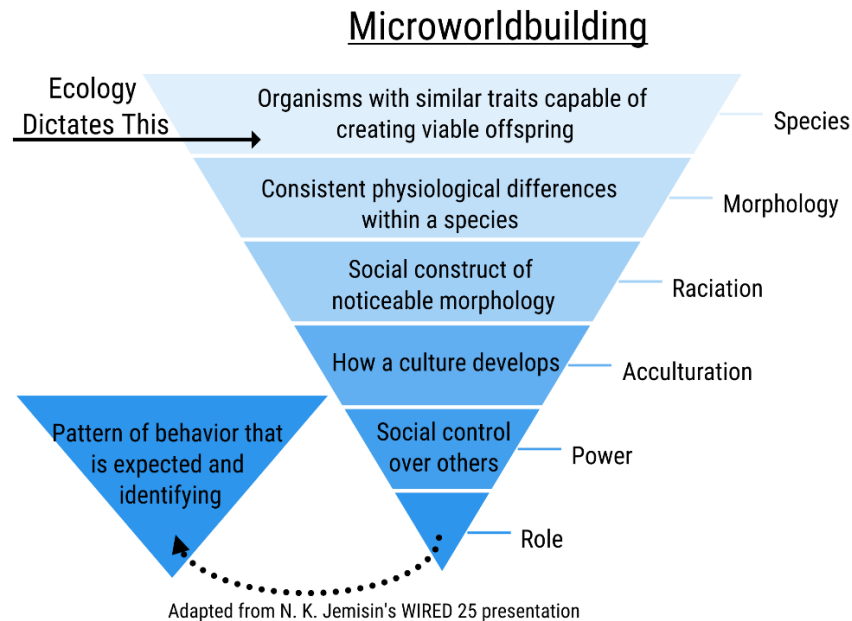 Microworldbuilding
Ecology
Dictates This
Organisms with similar traits capable of
creating viable offspring
Species
Consistent physiological differences
within a species
Morphology
Social construct of
noticeable morphology
Raciation
How a culture develops
Acculturation
Social control
over others
Power
Role
Pattern of behavior that
is expected and
identifying
Adapted from N. K. Jemisin's WIRED 25 presentation